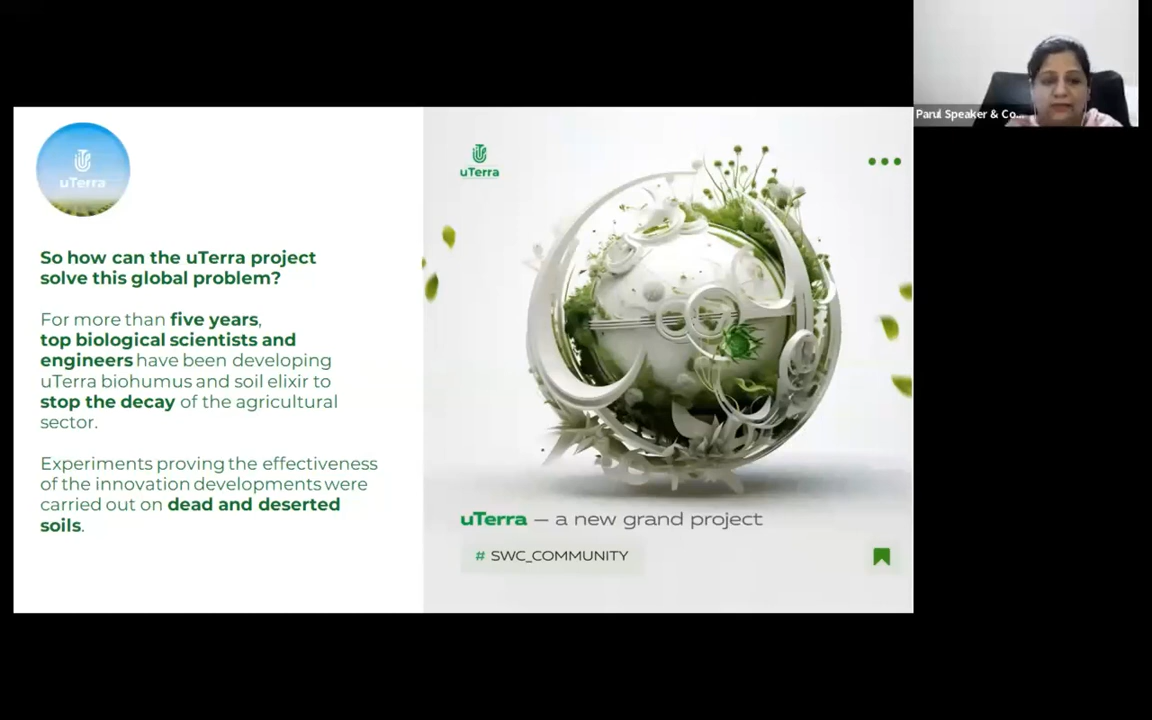 Parul Speaker & Co...
uTerra
So how can the uTerra project
solve this global problem?
For more than five years,
top biological scientists and
engineers have been developing
uTerra biohumus and soil elixir to
stop the decay of the agricultural
sector.
Experiments proving the effectiveness
of the innovation developments were
carried out on dead and deserted
soils.
uTerra
uTerra — a new grand project
# SWC_COMMUNITY